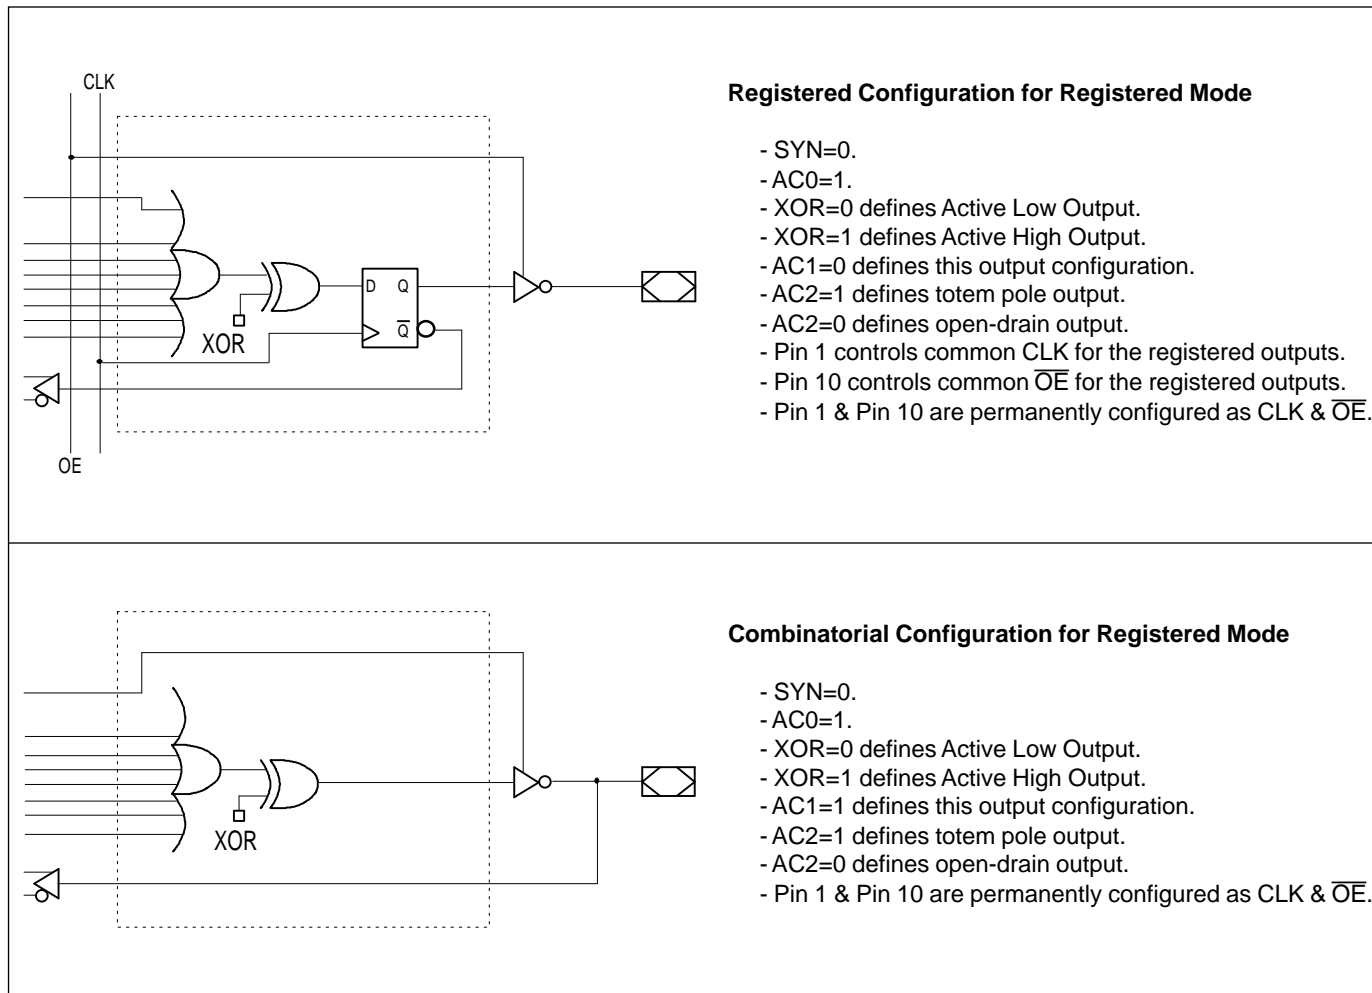 CLK
XOR
D Q
Q̅
OE
Registered Configuration for Registered Mode
- SYN=0.
- AC0=1.
- XOR=0 defines Active Low Output.
- XOR=1 defines Active High Output.
- AC1=0 defines this output configuration.
- AC2=1 defines totem pole output.
- AC2=0 defines open-drain output.
- Pin 1 controls common CLK for the registered outputs.
- Pin 10 controls common O̅E̅ for the registered outputs.
- Pin 1 & Pin 10 are permanently configured as CLK & O̅E̅.
XOR
Combinatorial Configuration for Registered Mode
- SYN=0.
- AC0=1.
- XOR=0 defines Active Low Output.
- XOR=1 defines Active High Output.
- AC1=1 defines this output configuration.
- AC2=1 defines totem pole output.
- AC2=0 defines open-drain output.
- Pin 1 & Pin 10 are permanently configured as CLK & O̅E̅.